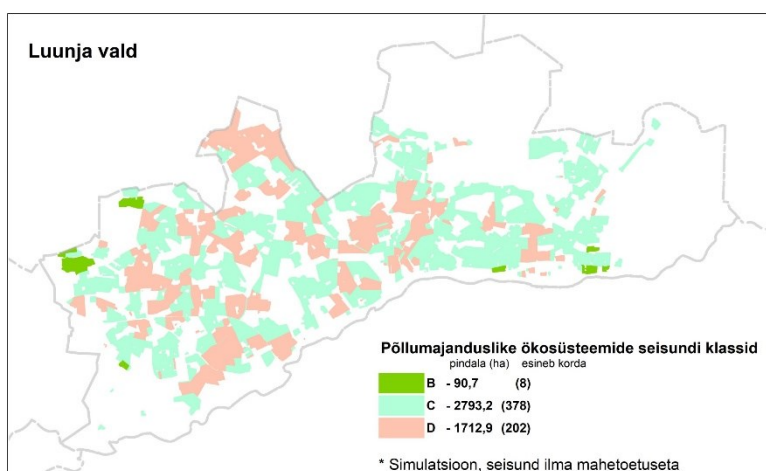 Luunja vald
Põllumajanduslike ökosüsteemide seisundi klassid
pindala (ha) esineb korda
B - 90,7 (8)
C - 2793,2 (378)
D - 1712,9 (202)
* Simulatsioon, seisund ilma mahetoetuseta